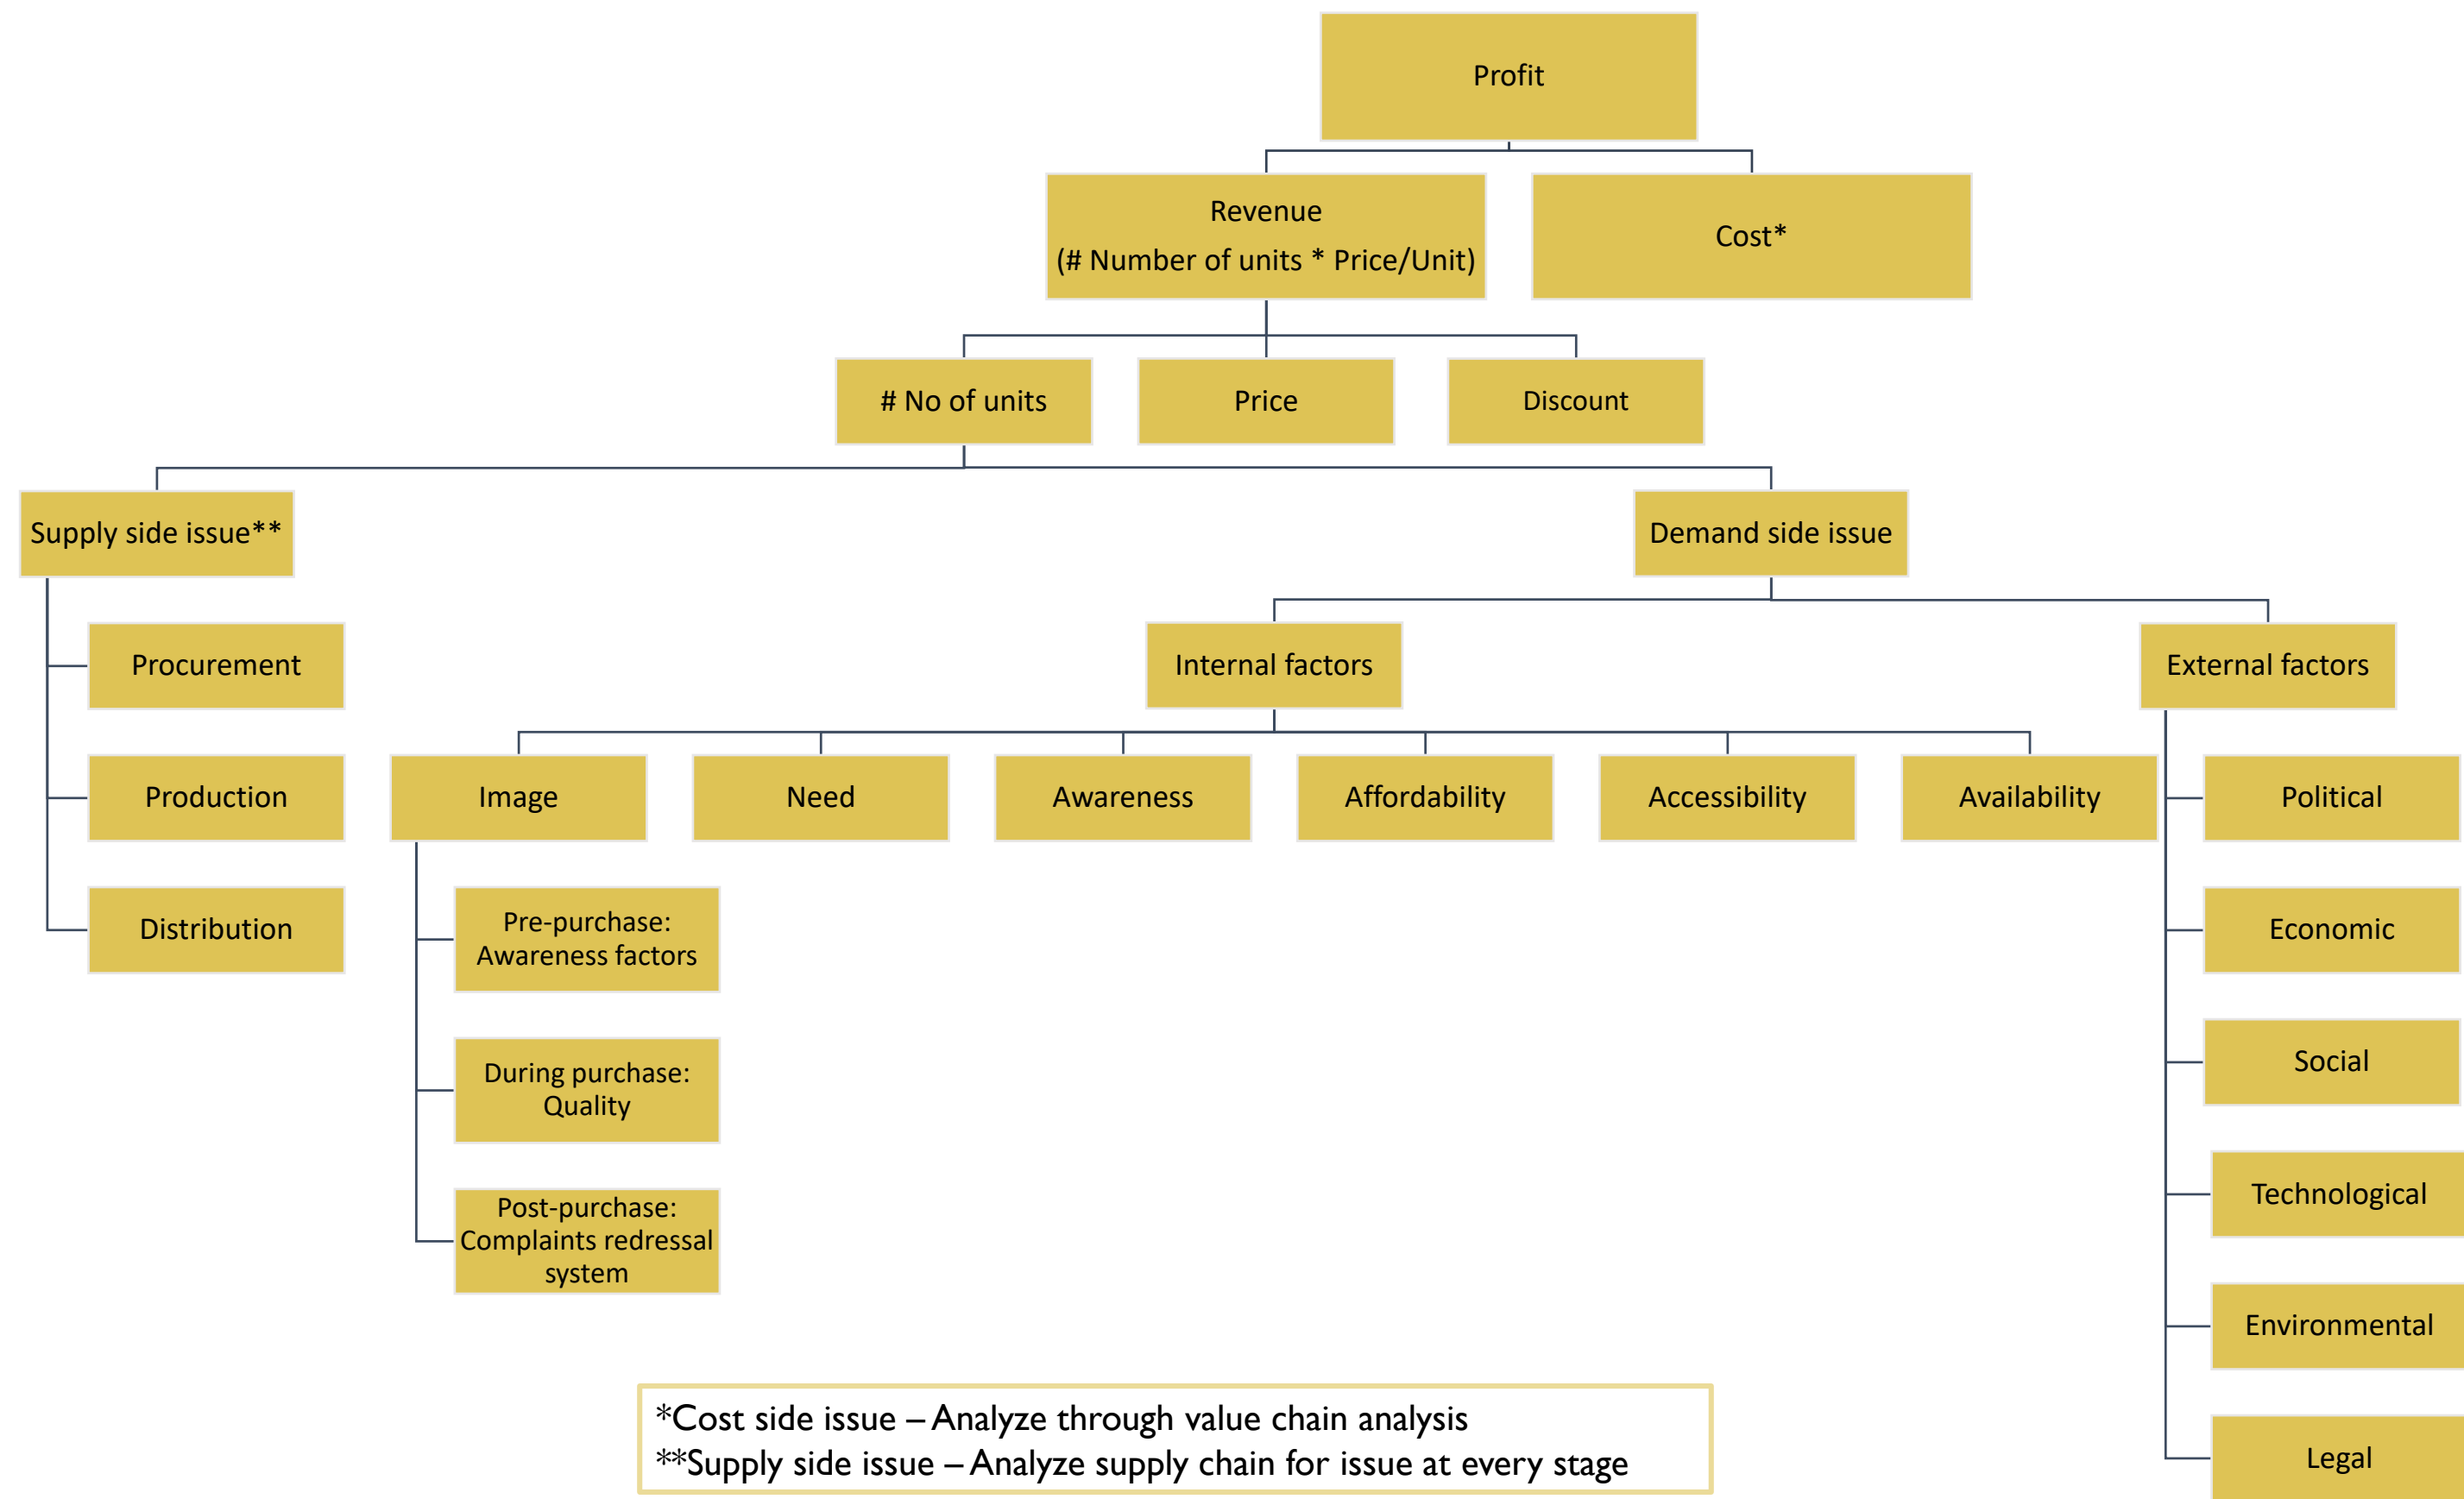 Profit
Revenue
(# Number of units * Price/Unit)
Cost*
# No of units
Price
Discount
Supply side issue**
Demand side issue
Procurement
Internal factors
External factors
Production
Image
Need
Awareness
Affordability
Accessibility
Availability
Political
Distribution
Pre-purchase:
Awareness factors
Economic
During purchase:
Quality
Social
Post-purchase:
Complaints redressal
system
Technological
Environmental
Legal
*Cost side issue – Analyze through value chain analysis
**Supply side issue – Analyze supply chain for issue at every stage